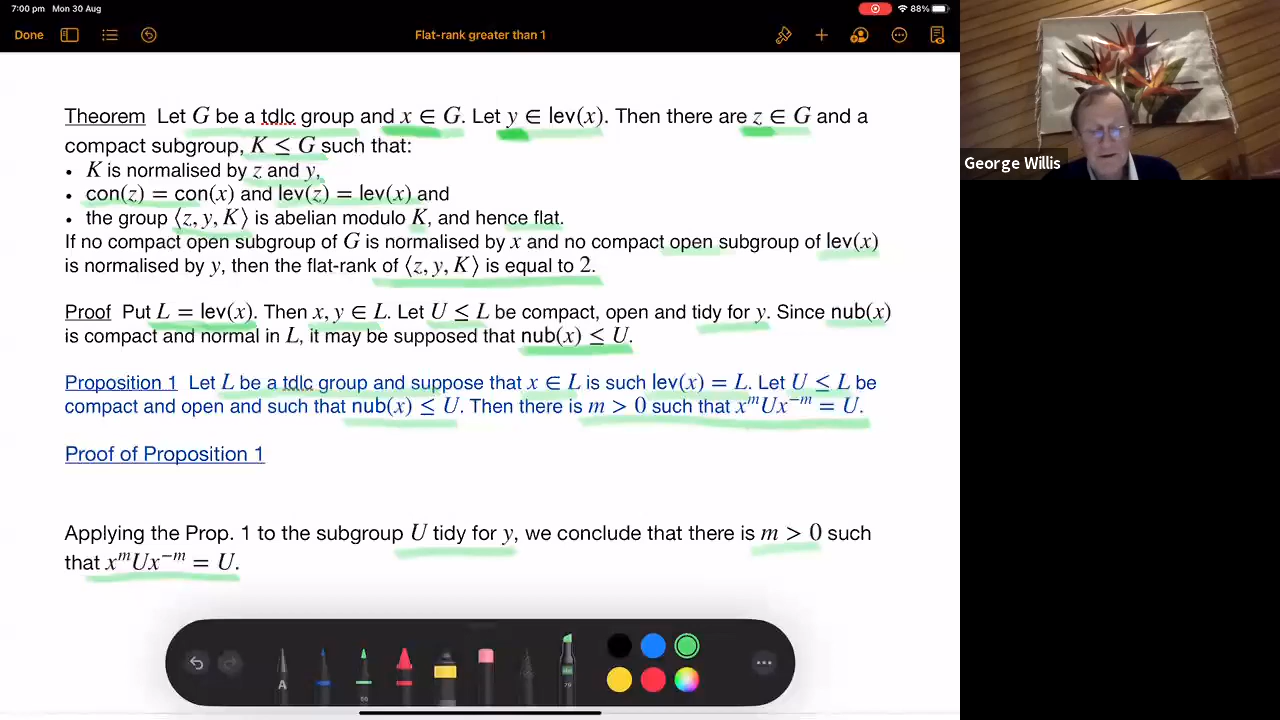 7:00 pm Mon 30 Aug
88%
Done
Flat-rank greater than 1
Theorem Let G be a tdlc group and x ∈ G. Let y ∈ lev(x). Then there are z ∈ G and a
compact subgroup, K ≤ G such that:
• K is normalised by z and y,
• con(z) = con(x) and lev(z) = lev(x) and
• the group ⟨z, y, K⟩ is abelian modulo K, and hence flat.
If no compact open subgroup of G is normalised by x and no compact open subgroup of lev(x)
is normalised by y, then the flat-rank of ⟨z, y, K⟩ is equal to 2.
Proof Put L = lev(x). Then x, y ∈ L. Let U ≤ L be compact, open and tidy for y. Since nub(x)
is compact and normal in L, it may be supposed that nub(x) ≤ U.
Proposition 1 Let L be a tdlc group and suppose that x ∈ L is such lev(x) = L. Let U ≤ L be
compact and open and such that nub(x) ≤ U. Then there is m > 0 such that xᵐUx⁻ᵐ = U.
Proof of Proposition 1
Applying the Prop. 1 to the subgroup U tidy for y, we conclude that there is m > 0 such
that xᵐUx⁻ᵐ = U.
A
79
George Willis